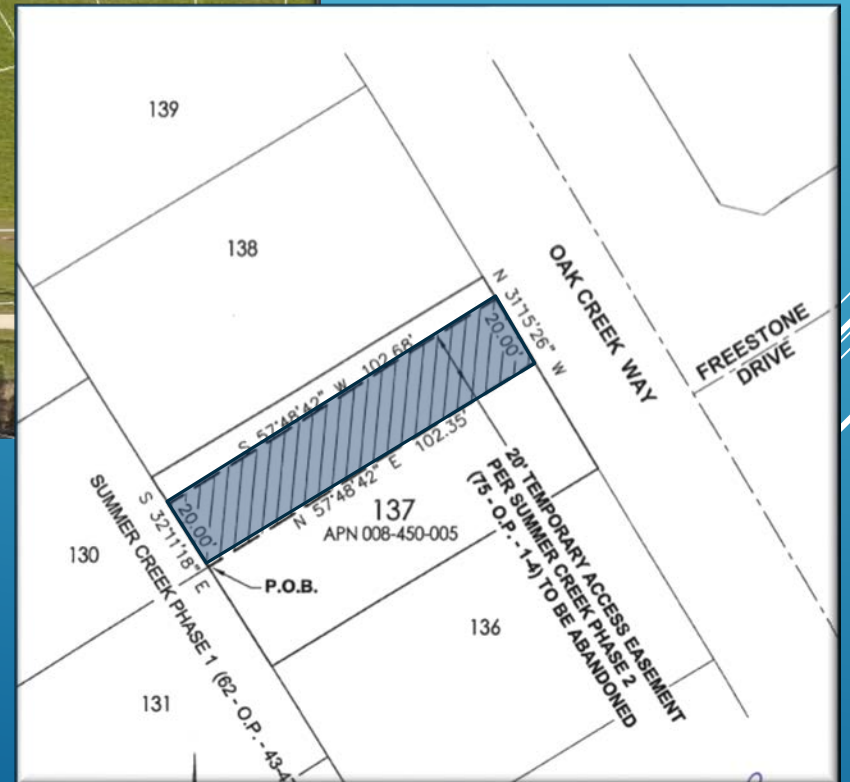 139
138
OAK CREEK WAY
FREESTONE
DRIVE
N 31°15'26" W
20.00'
S 57°48'42" W 102.68'
N 57°48'42" E 102.35'
20.00'
S 32°11'18" E
137
APN 008-450-005
20' TEMPORARY ACCESS EASEMENT
PER SUMMER CREEK PHASE 2
(75 - O.P. - 1-4) TO BE ABANDONED
P.O.B.
130
SUMMER CREEK PHASE 1 (62 - O.P. - 43-
136
131